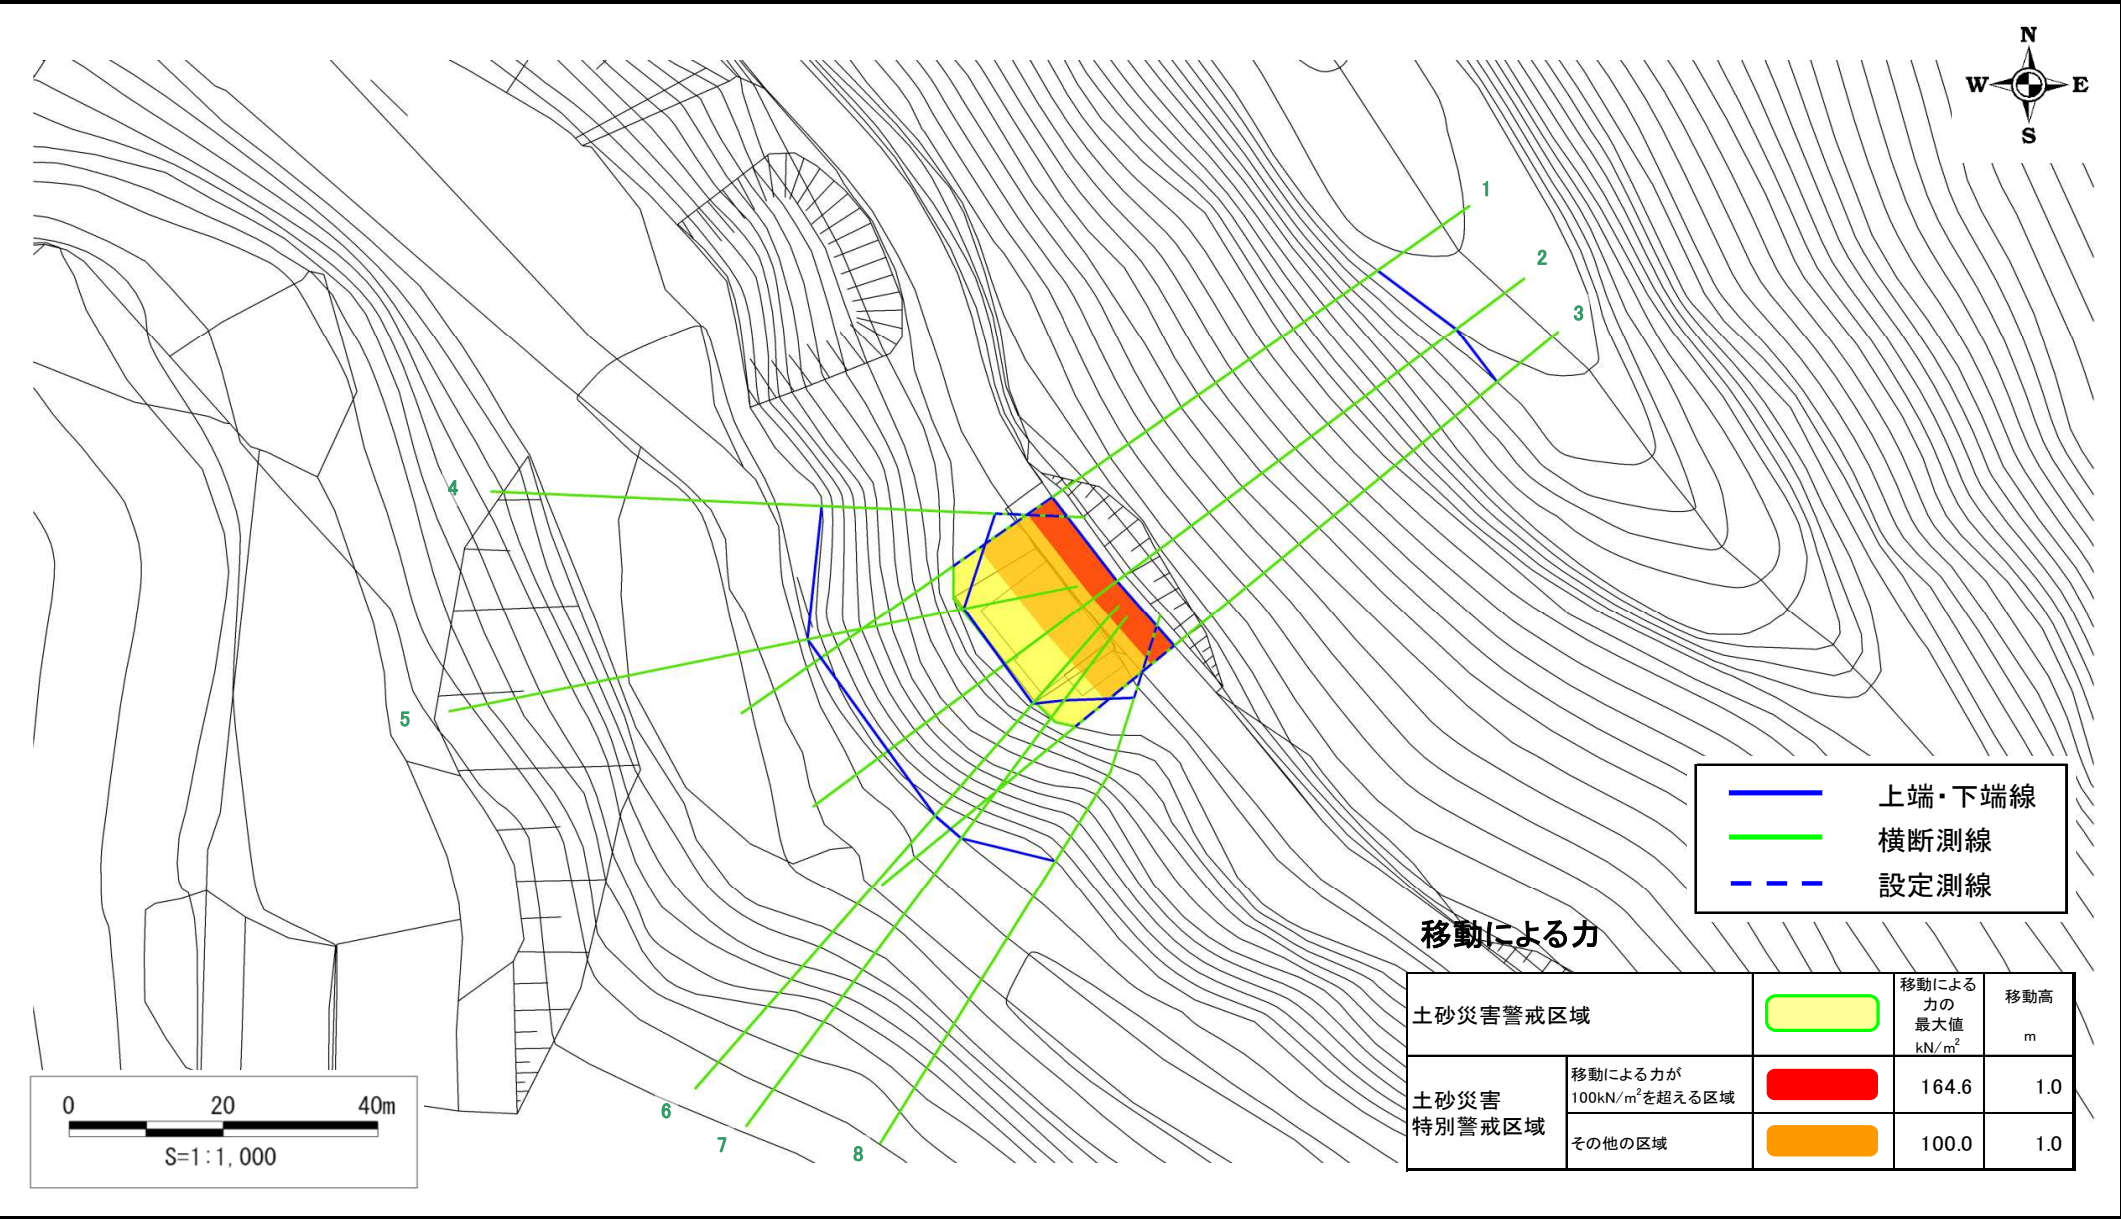 N
W E
S
1
2
3
4
5
6
7
8
上端・下端線
横断測線
設定測線
移動による力
土砂災害警戒区域
移動による
力の
最大値
kN/m²
移動高
m
土砂災害
特別警戒区域
移動による力が
100kN/m²を超える区域
164.6 1.0
その他の区域
100.0 1.0
0 20 40m
S=1:1,000